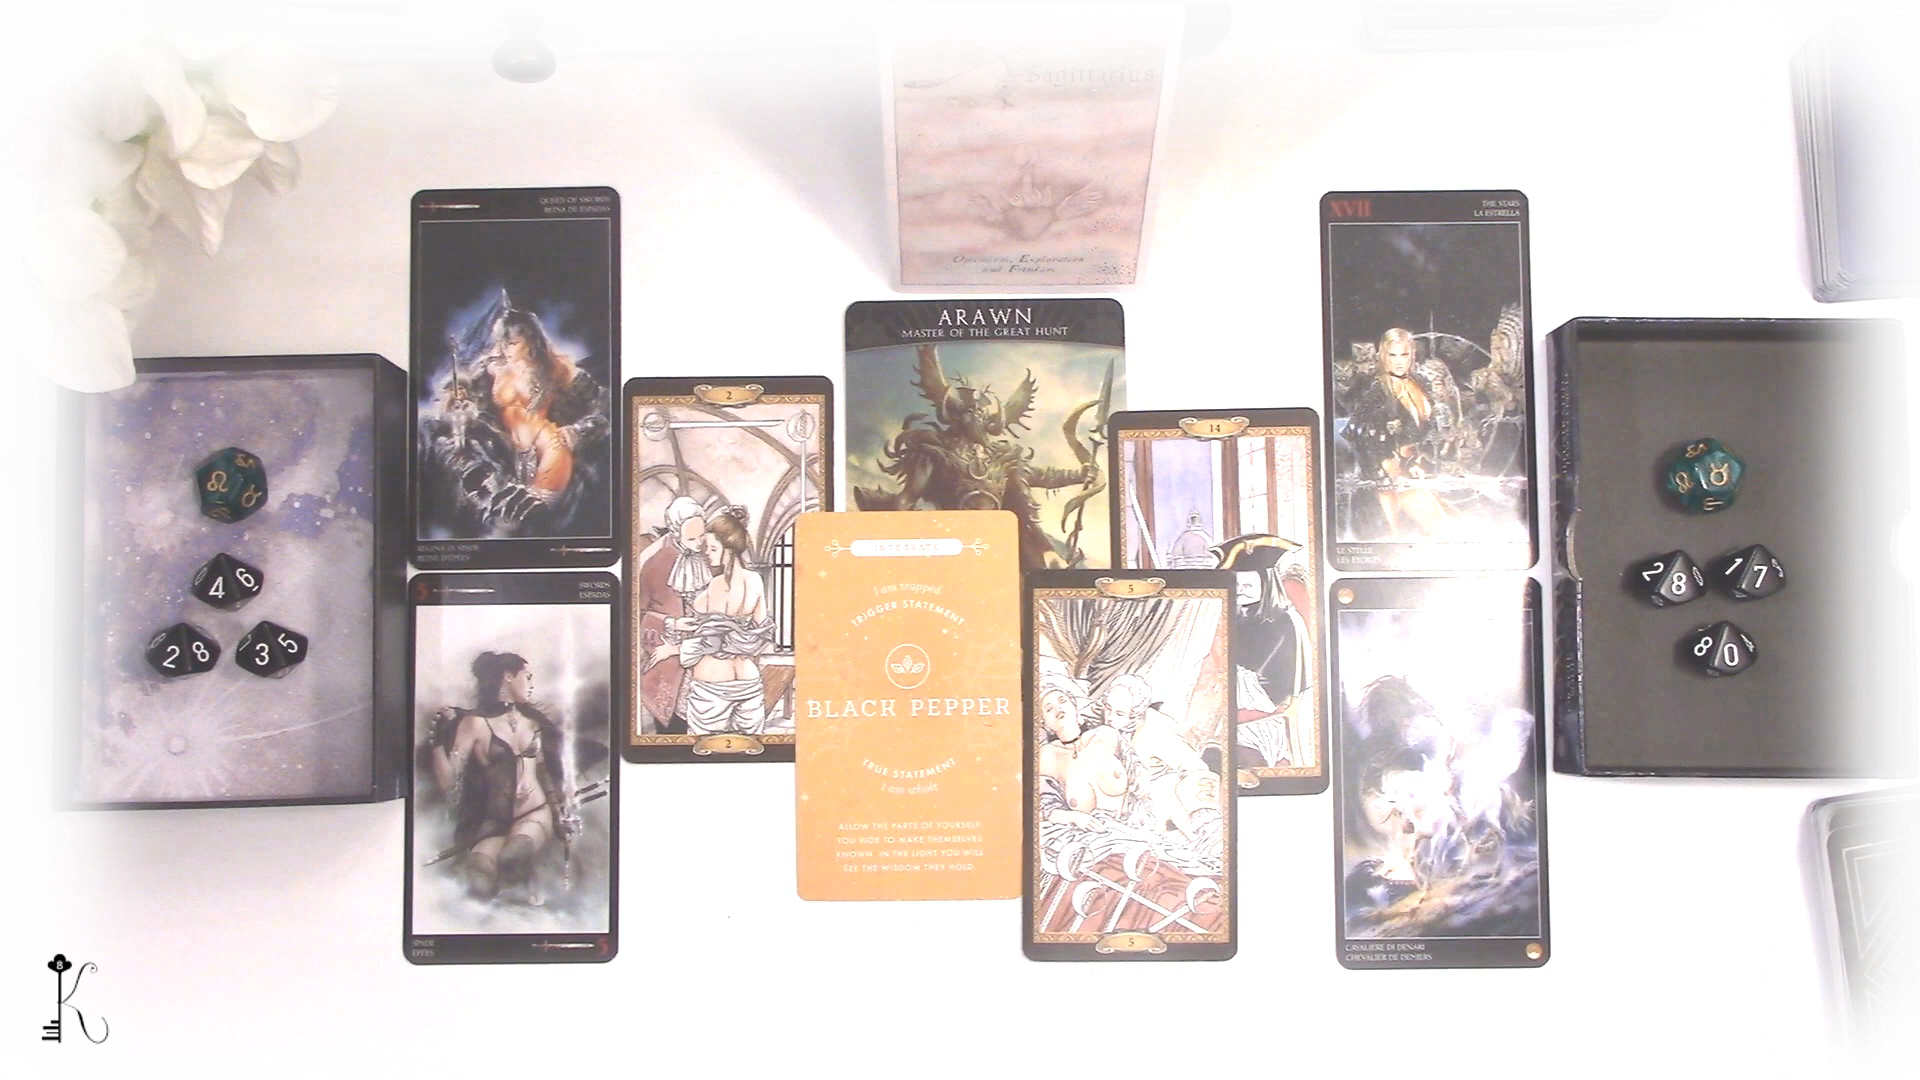 Sagittarius
Optimism, Exploration
and Freedom
QUEEN OF SWORDS
REINA DE ESPADAS
REGINA DI SPADE
REINE D'EPEES
XVII
THE STARS
LA ESTRELLA
LE STELLE
LES ETOILES
ARAWN
MASTER OF THE GREAT HUNT
2
2
14
INTEGRATE
I am trapped
TRIGGER STATEMENT
BLACK PEPPER
TRUE STATEMENT
I am whole
ALLOW THE PARTS OF YOURSELF
YOU HIDE TO MAKE THEMSELVES
KNOWN. IN THE LIGHT YOU WILL
SEE THE WISDOM THEY HOLD
5
5
5
SWORDS
ESPADAS
SPADE
EPEES
5
CAVALIERE DI DENARI
CHEVALIER DE DENIERS
4 6
2 8
3 5
2 8
1 7
8 0
8
K